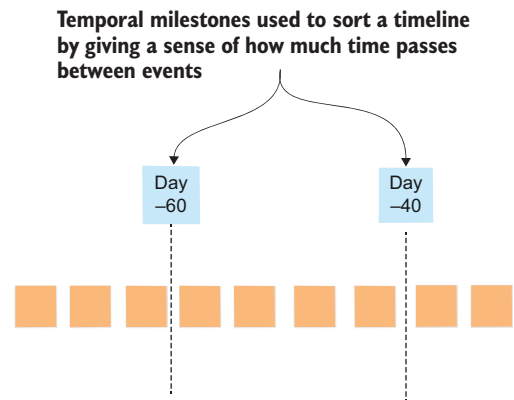 Temporal milestones used to sort a timeline
by giving a sense of how much time passes
between events
Day
–60
Day
–40